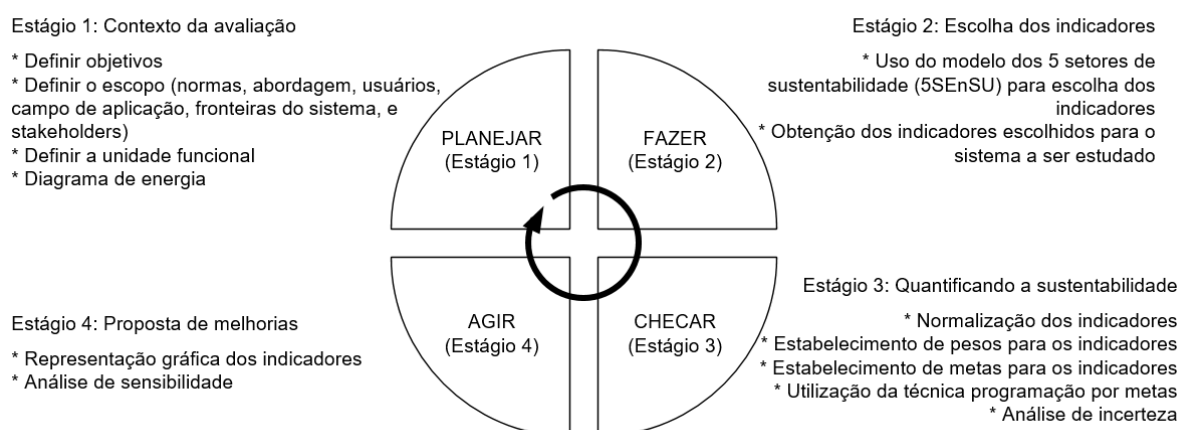 Estágio 1: Contexto da avaliação
* Definir objetivos
* Definir o escopo (normas, abordagem, usuários,
campo de aplicação, fronteiras do sistema, e
stakeholders)
* Definir a unidade funcional
* Diagrama de energia
PLANEJAR
(Estágio 1)
FAZER
(Estágio 2)
Estágio 2: Escolha dos indicadores
* Uso do modelo dos 5 setores de
sustentabilidade (5SEnSU) para escolha dos
indicadores
* Obtenção dos indicadores escolhidos para o
sistema a ser estudado
Estágio 4: Proposta de melhorias
* Representação gráfica dos indicadores
* Análise de sensibilidade
AGIR
(Estágio 4)
CHECAR
(Estágio 3)
Estágio 3: Quantificando a sustentabilidade
* Normalização dos indicadores
* Estabelecimento de pesos para os indicadores
* Estabelecimento de metas para os indicadores
* Utilização da técnica programação por metas
* Análise de incerteza